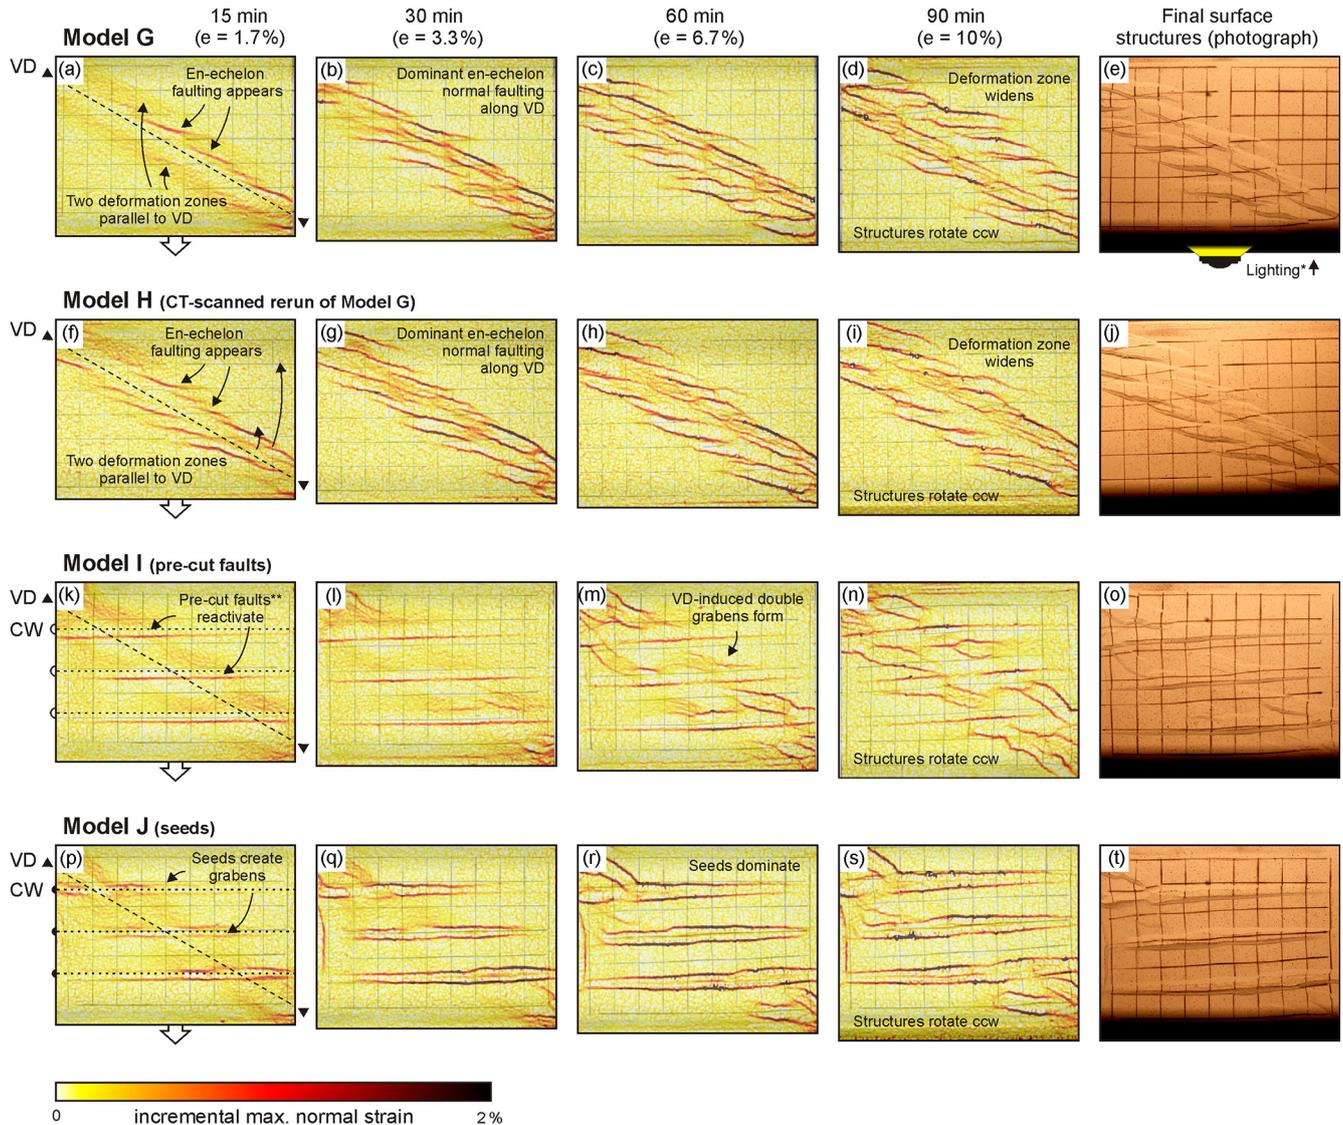 15 min
(e = 1.7%)
30 min
(e = 3.3%)
60 min
(e = 6.7%)
90 min
(e = 10%)
Final surface
structures (photograph)
Model G
VD
(a)
En-echelon
faulting appears
Two deformation zones
parallel to VD
(b)
Dominant en-echelon
normal faulting
along VD
(c)
(d)
Deformation zone
widens
Structures rotate ccw
(e)
Lighting*
Model H (CT-scanned rerun of Model G)
VD
(f)
En-echelon
faulting appears
Two deformation zones
parallel to VD
(g)
Dominant en-echelon
normal faulting
along VD
(h)
(i)
Deformation zone
widens
Structures rotate ccw
(j)
Model I (pre-cut faults)
VD
CW
(k)
Pre-cut faults**
reactivate
(l)
(m)
VD-induced double
grabens form
(n)
Structures rotate ccw
(o)
Model J (seeds)
VD
CW
(p)
Seeds create
grabens
(q)
(r)
Seeds dominate
(s)
Structures rotate ccw
(t)
0
incremental max. normal strain
2%